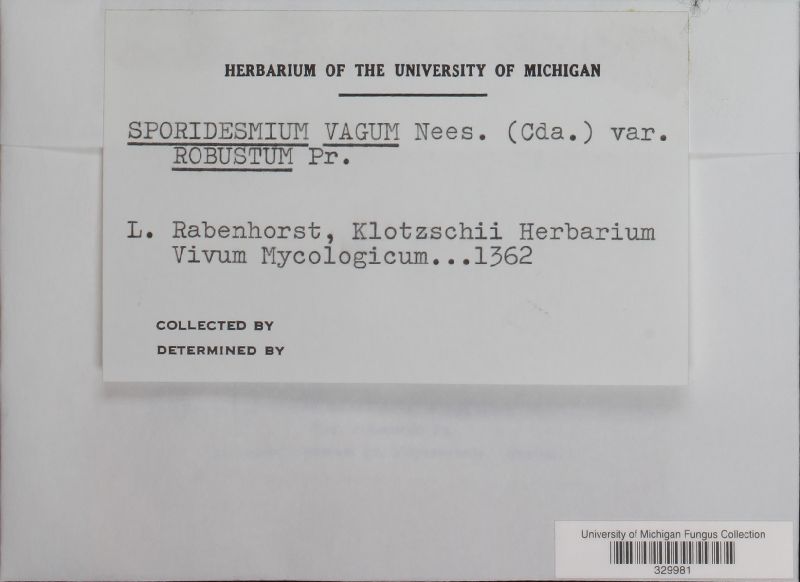 HERBARIUM OF THE UNIVERSITY OF MICHIGAN
SPORIDESMIUM VAGUM Nees. (Cda.) var.
ROBUSTUM Pr.
L. Rabenhorst, Klotzschii Herbarium
Vivum Mycologicum...1362
COLLECTED BY
DETERMINED BY
University of Michigan Fungus Collection
329981